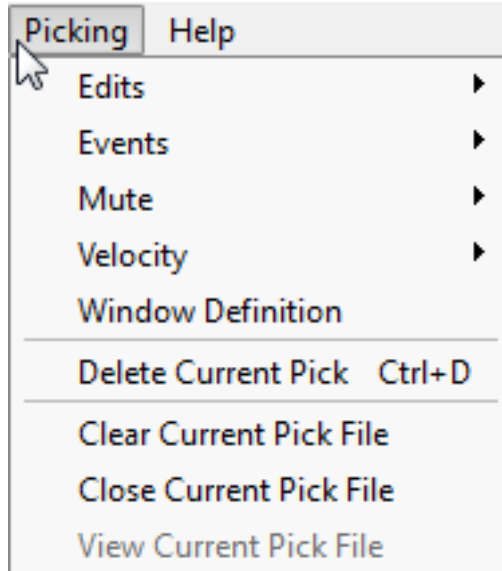 Picking Help
Edits
Events
Mute
Velocity
Window Definition
Delete Current Pick Ctrl+D
Clear Current Pick File
Close Current Pick File
View Current Pick File